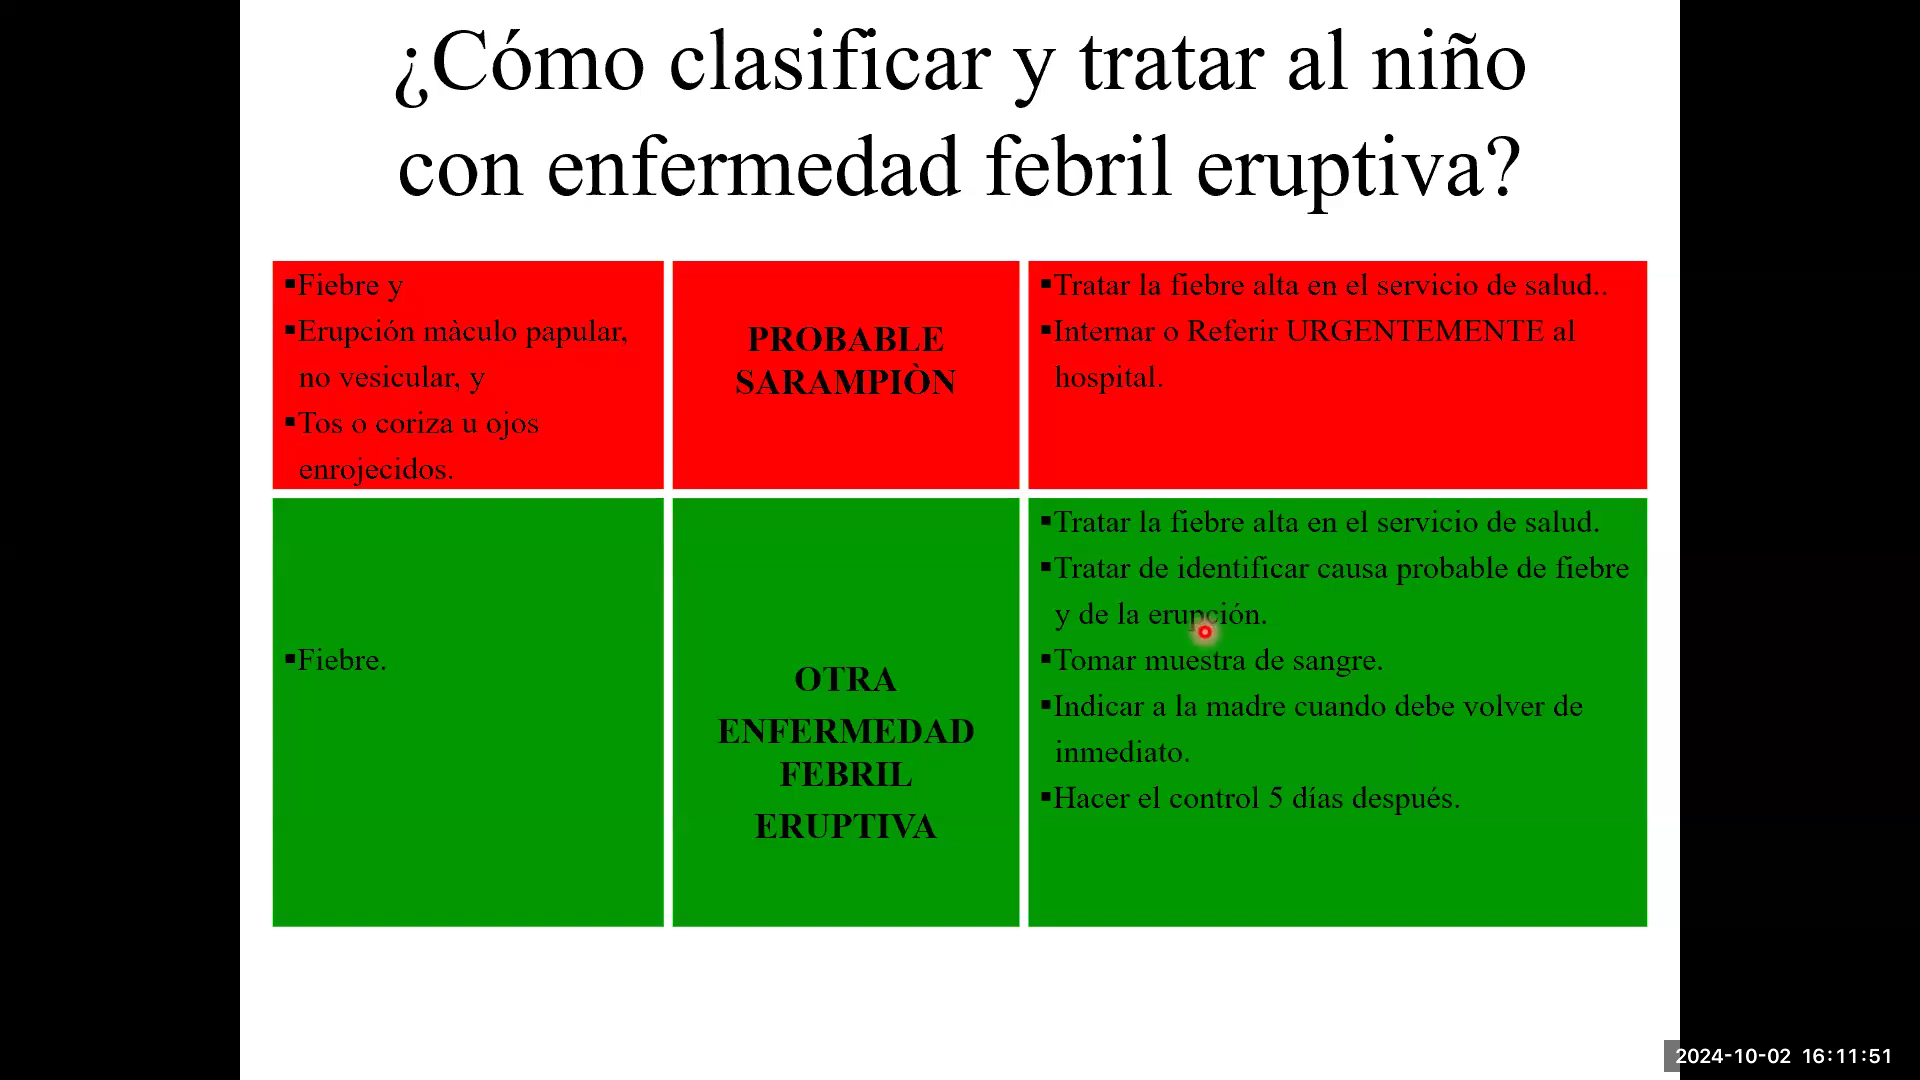 ¿Cómo clasificar y tratar al niño
con enfermedad febril eruptiva?
▪Fiebre y
▪Erupción màculo papular,
no vesicular, y
▪Tos o coriza u ojos
enrojecidos.
PROBABLE
SARAMPIÒN
▪Tratar la fiebre alta en el servicio de salud..
▪Internar o Referir URGENTEMENTE al
hospital.
▪Fiebre.
OTRA
ENFERMEDAD
FEBRIL
ERUPTIVA
▪Tratar la fiebre alta en el servicio de salud.
▪Tratar de identificar causa probable de fiebre
y de la erupción.
▪Tomar muestra de sangre.
▪Indicar a la madre cuando debe volver de
inmediato.
▪Hacer el control 5 días después.
2024-10-02 16:11:51